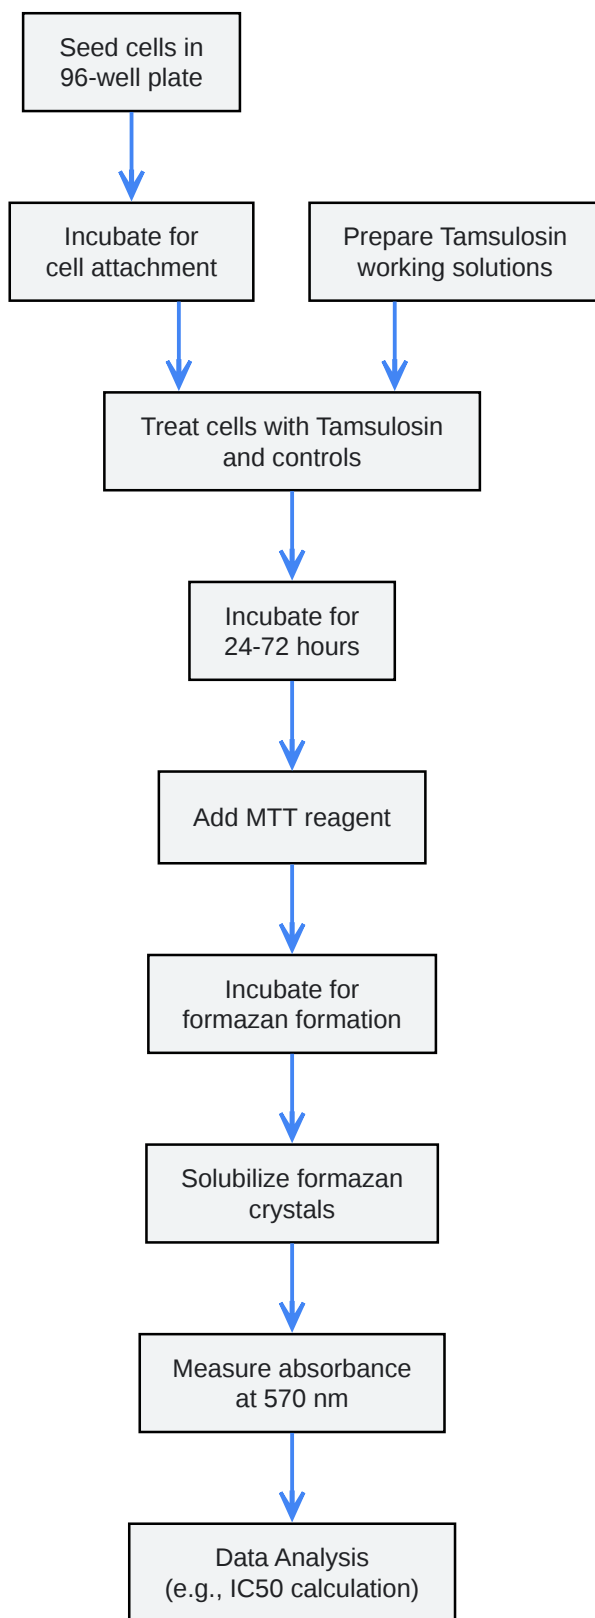 Seed cells in
96-well plate
Incubate for
cell attachment
Prepare Tamsulosin
working solutions
Treat cells with Tamsulosin
and controls
Incubate for
24-72 hours
Add MTT reagent
Incubate for
formazan formation
Solubilize formazan
crystals
Measure absorbance
at 570 nm
Data Analysis
(e.g., IC50 calculation)